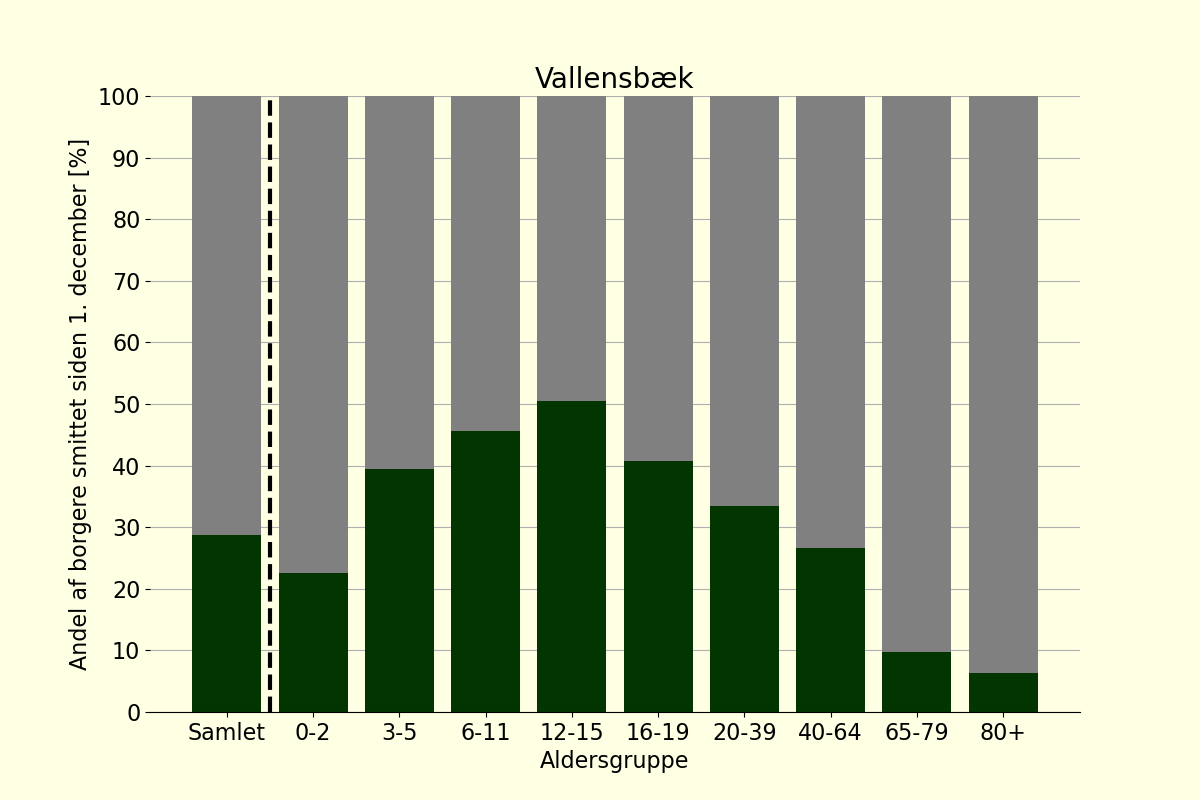 Vallensbæk
Andel af borgere smittet siden 1. december [%]
100
90
80
70
60
50
40
30
20
10
0
Samlet 0-2 3-5 6-11 12-15 16-19 20-39 40-64 65-79 80+
Aldersgruppe